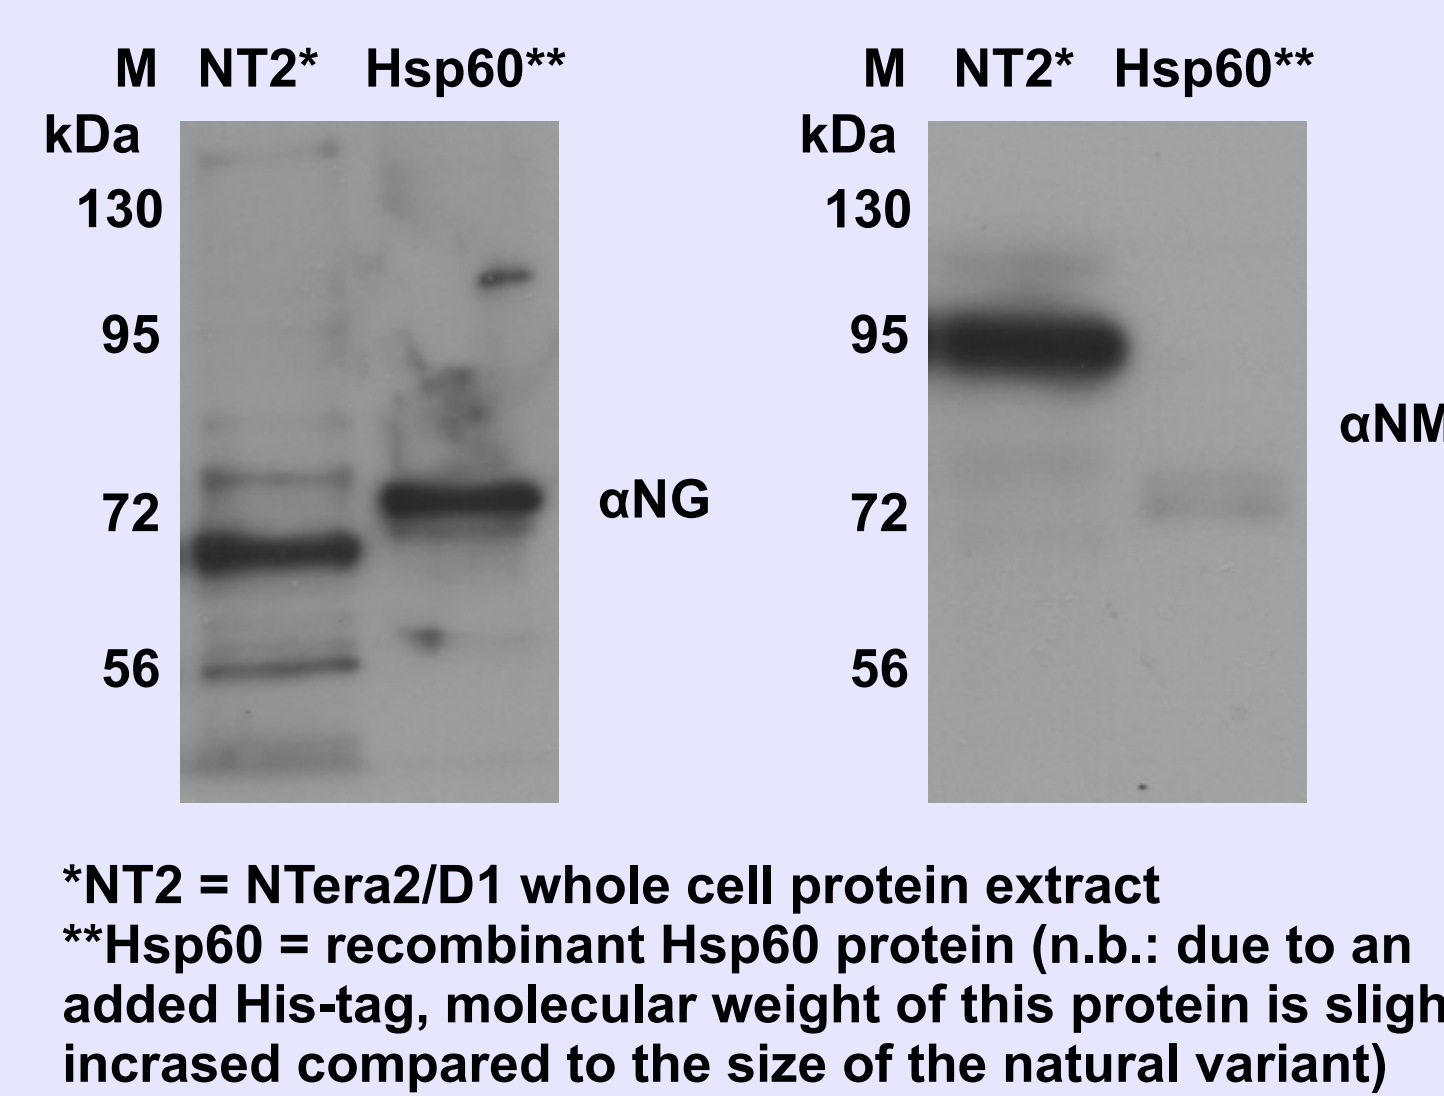 M NT2* Hsp60** M NT2* Hsp60**
kDa kDa
130 130
95 95
αNM
72 αNG 72
56 56
*NT2 = NTera2/D1 whole cell protein extract
**Hsp60 = recombinant Hsp60 protein (n.b.: due to an
added His-tag, molecular weight of this protein is sligh
incrased compared to the size of the natural variant)